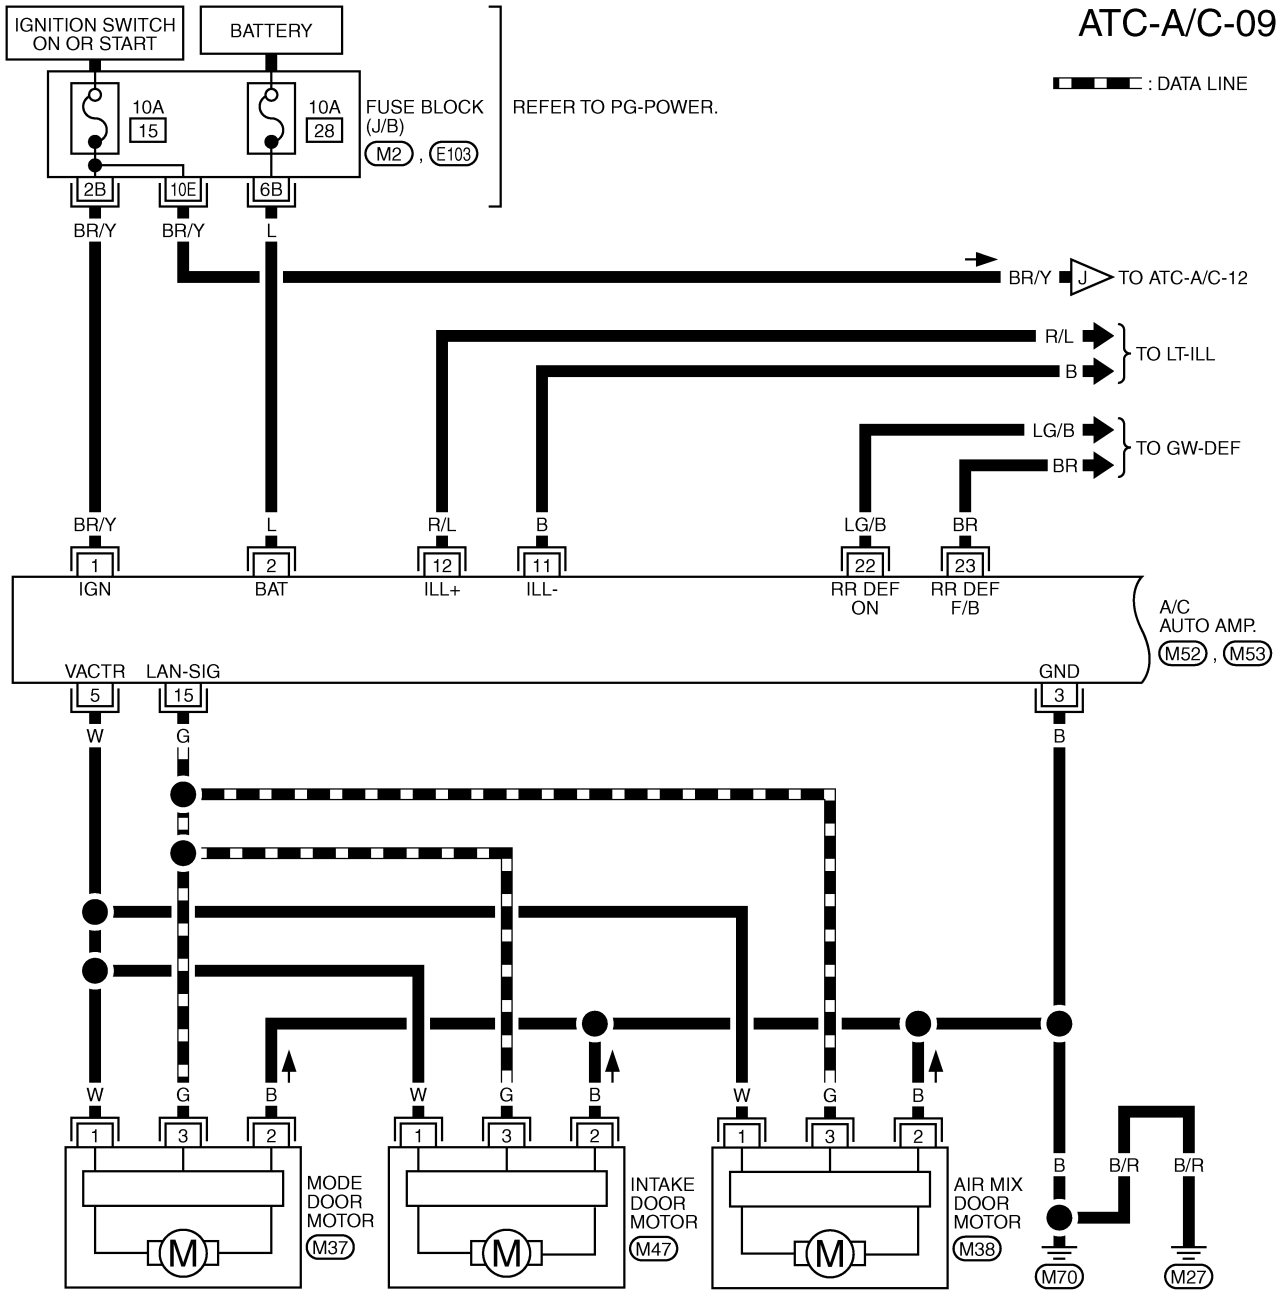 ATC-A/C-09
IGNITION SWITCH
ON OR START
BATTERY
: DATA LINE
10A
15
10A
28
FUSE BLOCK
(J/B)
M2 , E103
REFER TO PG-POWER.
2B 10E 6B
BR/Y BR/Y L
BR/Y J TO ATC-A/C-12
R/L
B
TO LT-ILL
LG/B
BR
TO GW-DEF
BR/Y L R/L B LG/B BR
1 2 12 11 22 23
IGN BAT ILL+ ILL- RR DEF
ON RR DEF
F/B
A/C
AUTO AMP.
M52 , M53
VACTR LAN-SIG GND
5 15 3
W G B
W G B W G B W G B
1 3 2 1 3 2 1 3 2
B B/R B/R
MODE
DOOR
MOTOR
M37
INTAKE
DOOR
MOTOR
M47
AIR MIX
DOOR
MOTOR
M38
M M M
M70 M27